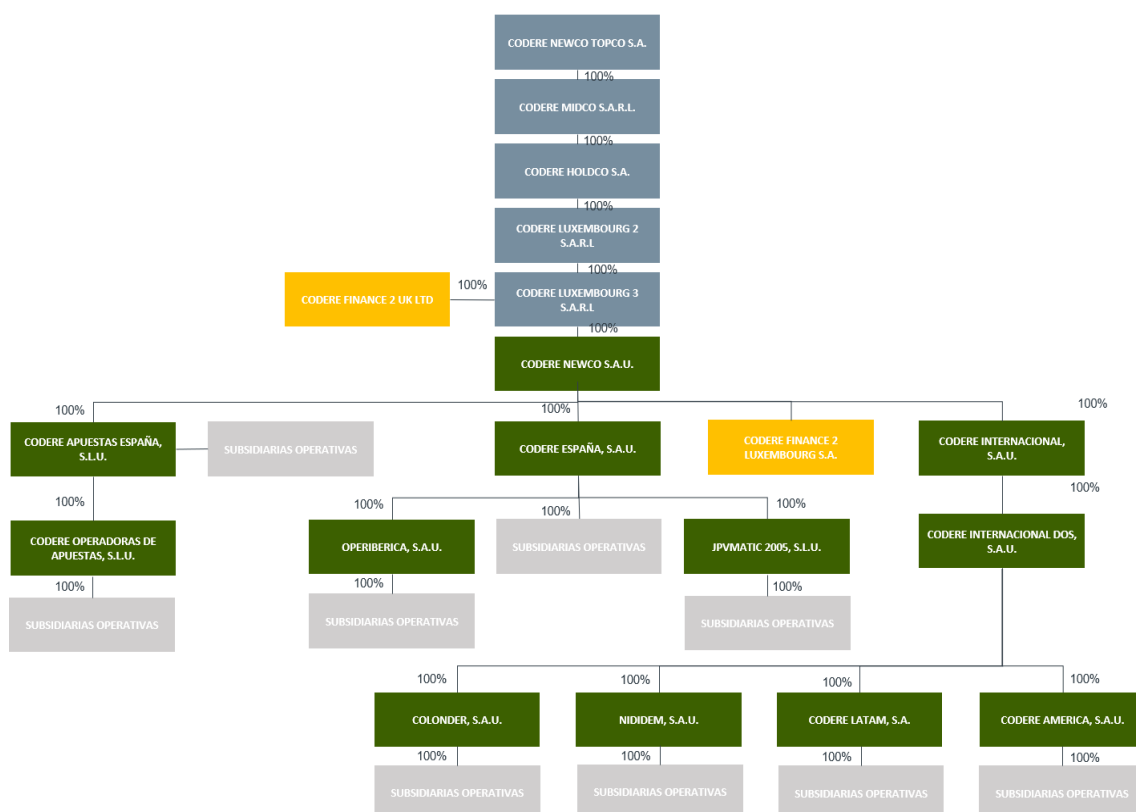 CODERE NEWCO TOPCO S.A.
100%
CODERE MIDCO S.A.R.L.
100%
CODERE HOLDCO S.A.
100%
CODERE LUXEMBOURG 2
S.A.R.L
100%
CODERE FINANCE 2 UK LTD
100%
CODERE LUXEMBOURG 3
S.A.R.L
100%
CODERE NEWCO S.A.U.
100%
100%
100%
CODERE APUESTAS ESPAÑA,
S.L.U.
SUBSIDIARIAS OPERATIVAS
CODERE ESPAÑA, S.A.U.
CODERE FINANCE 2
LUXEMBOURG S.A.
CODERE INTERNACIONAL,
S.A.U.
100%
100%
100%
100%
100%
CODERE OPERADORAS DE
APUESTAS, S.L.U.
OPERIBERICA, S.A.U.
SUBSIDIARIAS OPERATIVAS
JPVMATIC 2005, S.L.U.
CODERE INTERNACIONAL DOS,
S.A.U.
100%
100%
100%
SUBSIDIARIAS OPERATIVAS
SUBSIDIARIAS OPERATIVAS
SUBSIDIARIAS OPERATIVAS
100%
100%
100%
100%
COLONDER, S.A.U.
NIDIDEM, S.A.U.
CODERE LATAM, S.A.
CODERE AMERICA, S.A.U.
100%
100%
100%
100%
SUBSIDIARIAS OPERATIVAS
SUBSIDIARIAS OPERATIVAS
SUBSIDIARIAS OPERATIVAS
SUBSIDIARIAS OPERATIVAS